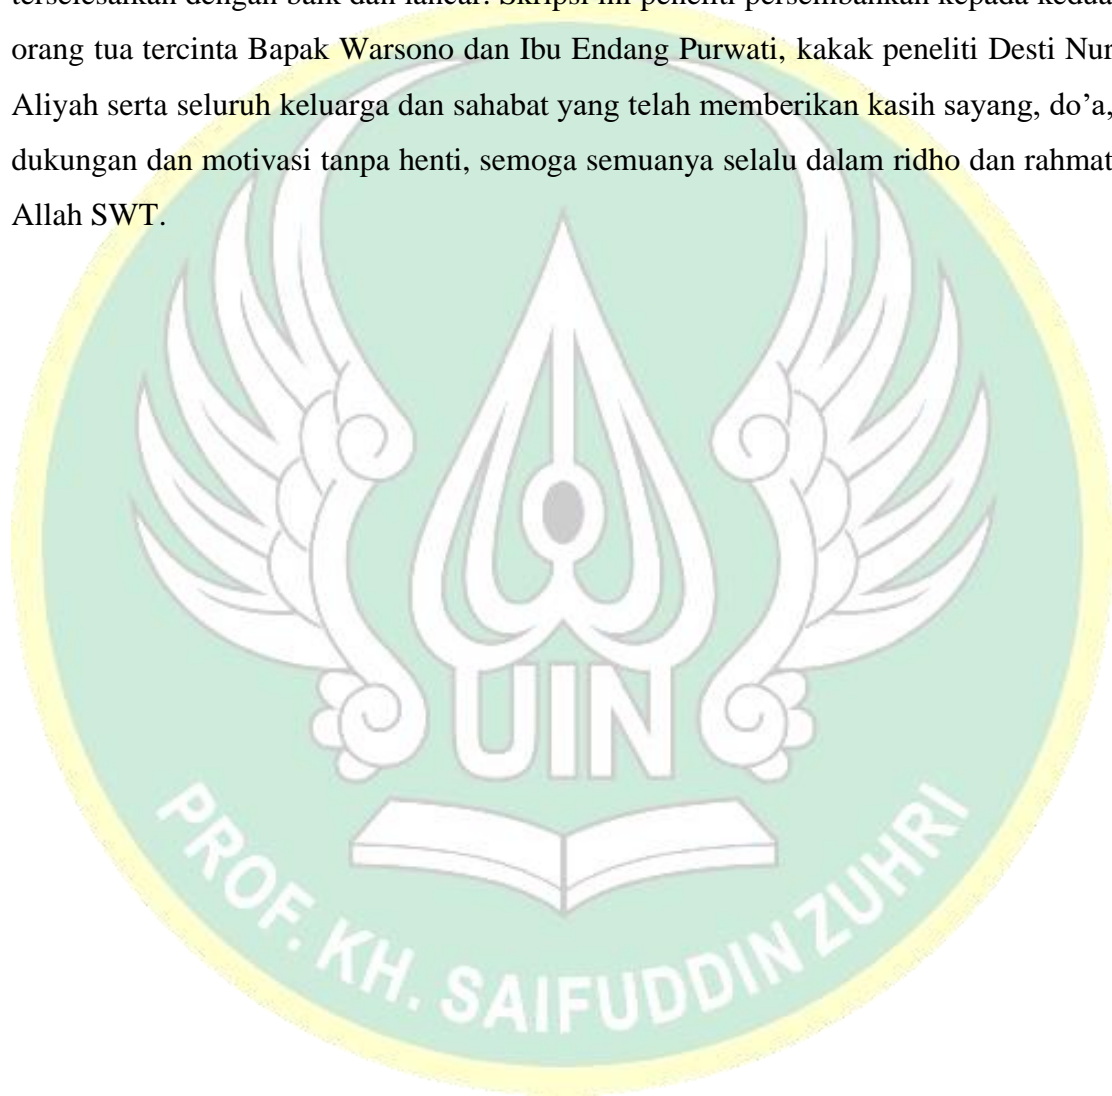 terselesaikan dengan baik dan lancar. Skripsi ini peneliti persembahkan kepada kedua
orang tua tercinta Bapak Warsono dan Ibu Endang Purwati, kakak peneliti Desti Nur
Aliyah serta seluruh keluarga dan sahabat yang telah memberikan kasih sayang, do’a,
dukungan dan motivasi tanpa henti, semoga semuanya selalu dalam ridho dan rahmat
Allah SWT.
UIN
PROF. KH. SAIFUDDIN ZUHRI